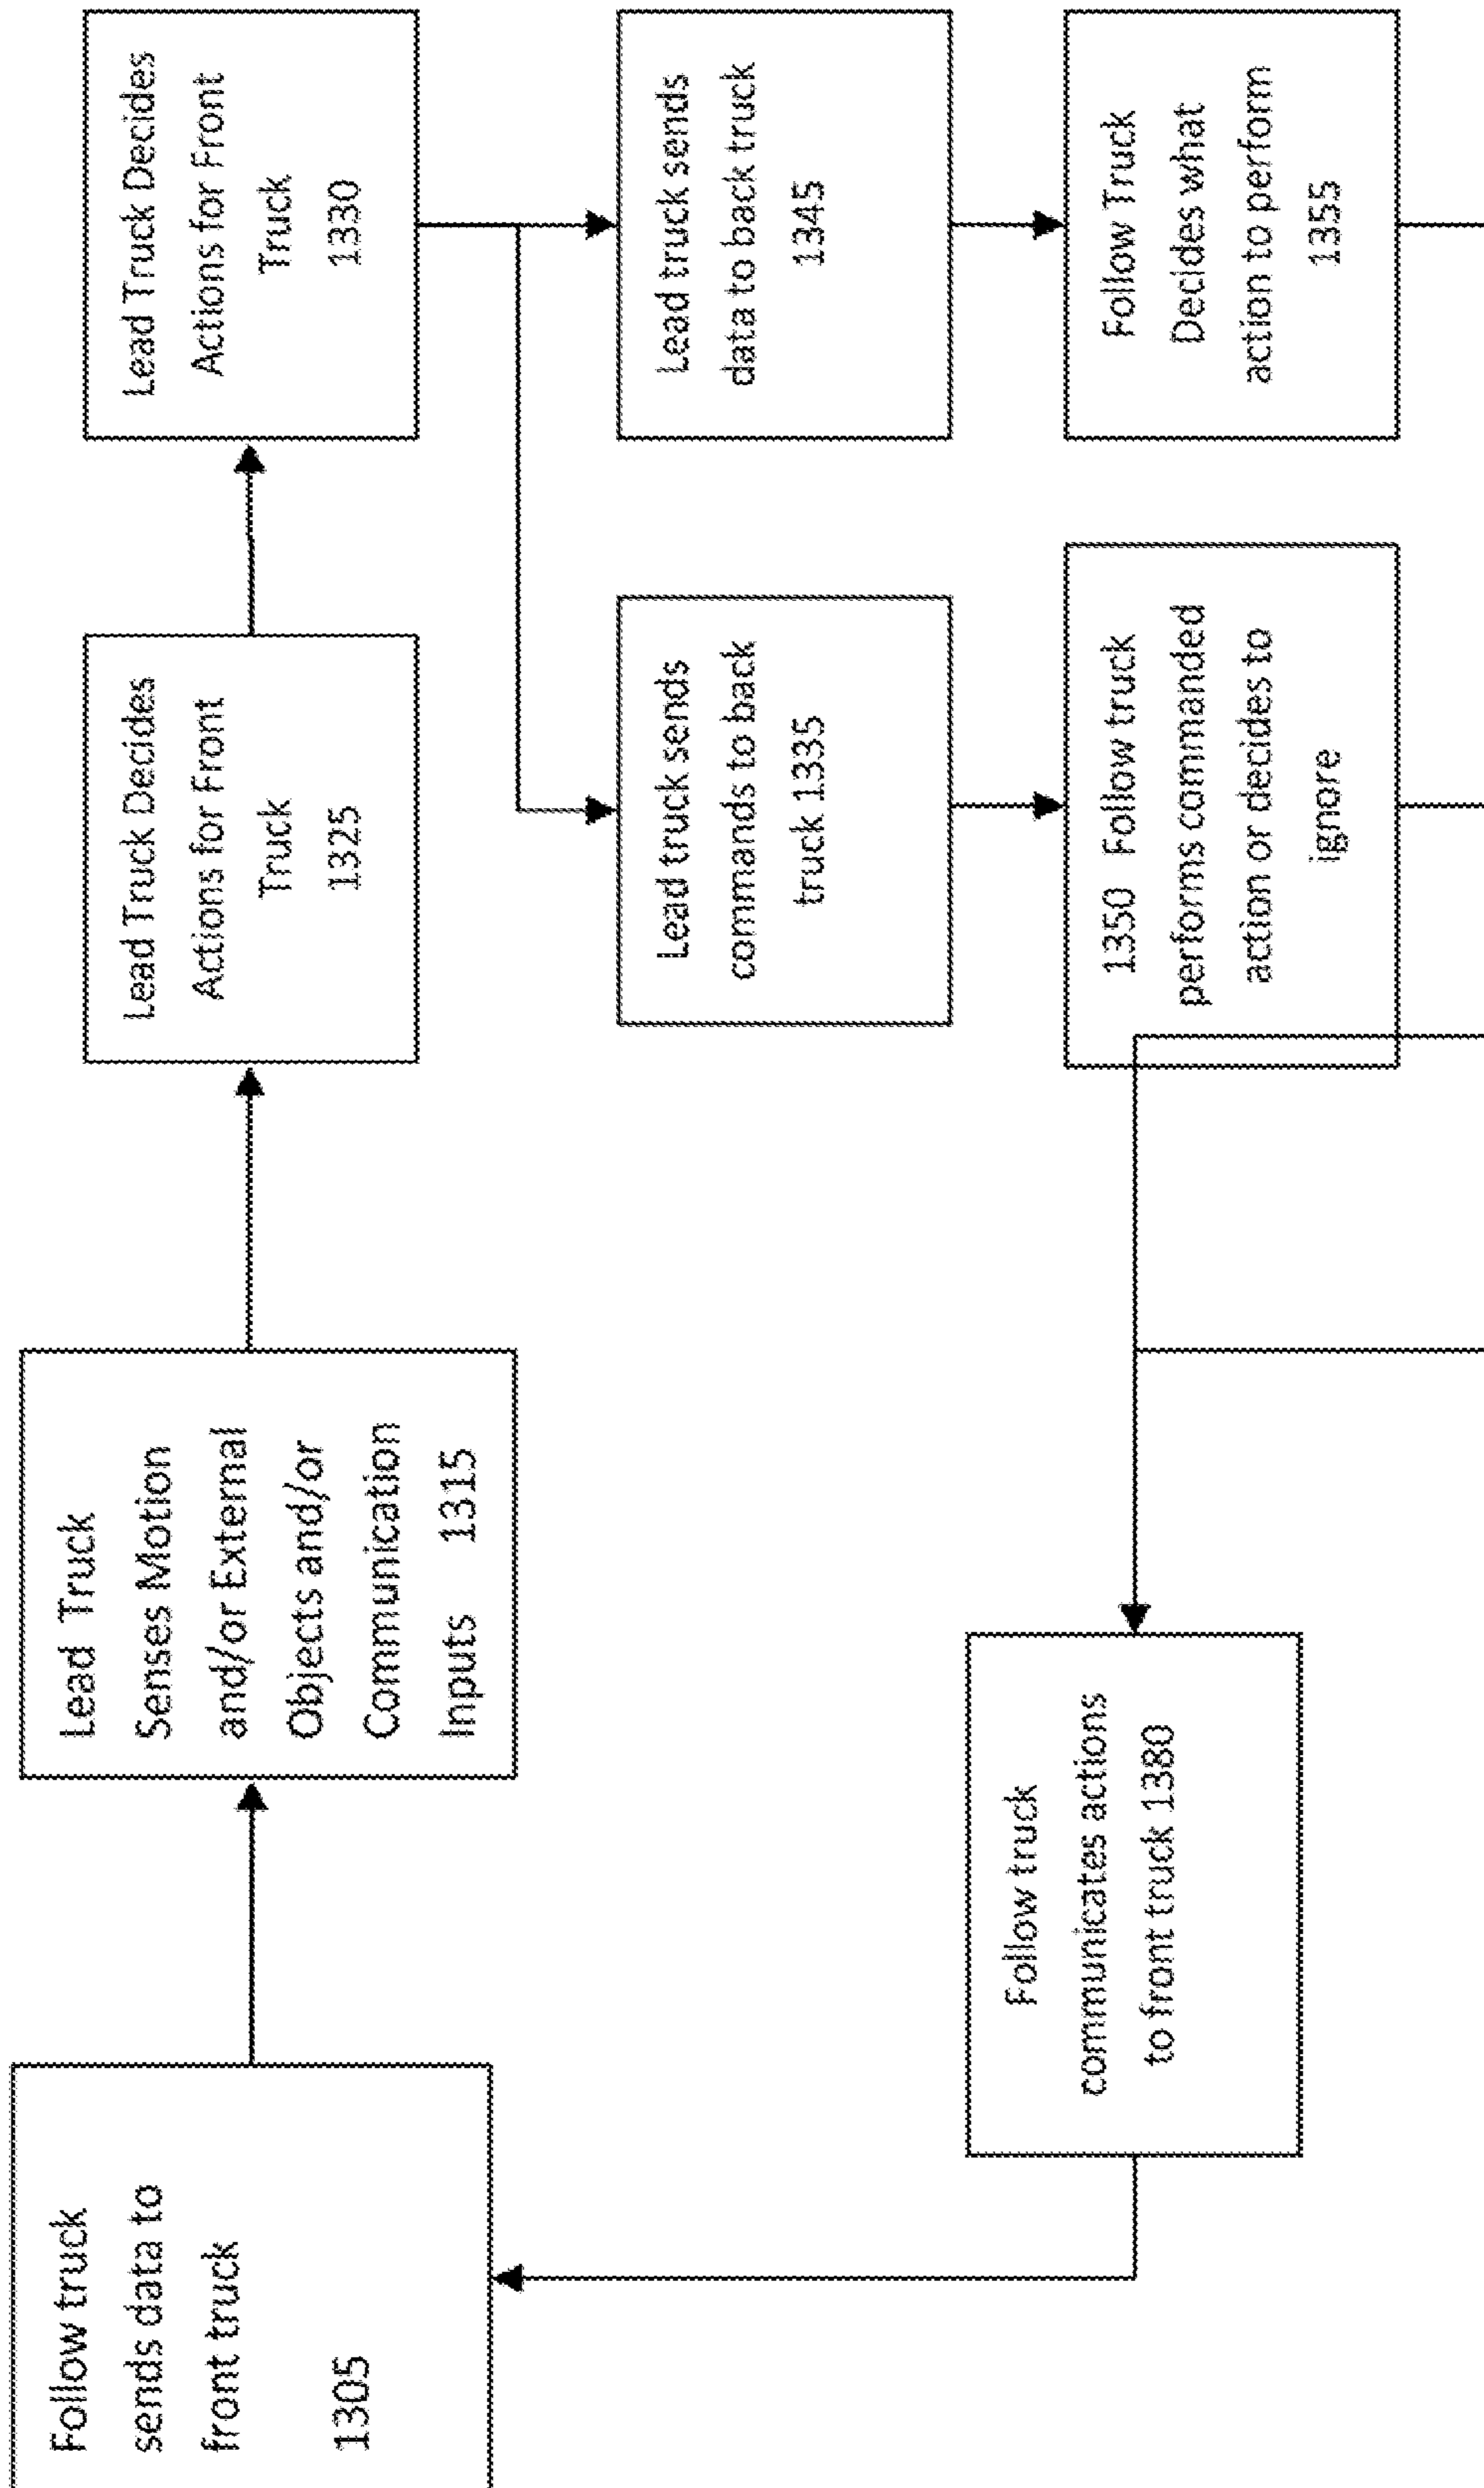 Follow truck
sends data to
front truck
1305
Lead Truck
Senses Motion
and/or External
Objects and/or
Communication
Inputs 1315
Lead Truck Decides
Actions for Front
Truck
1325
Lead Truck Decides
Actions for Front
Truck
1330
Lead truck sends
commands to back
truck 1335
Lead truck sends
data to back truck
1345
Follow truck
communicates actions
to front truck 1380
1350 Follow truck
performs commanded
action or decides to
ignore
Follow Truck
Decides what
action to perform
1355